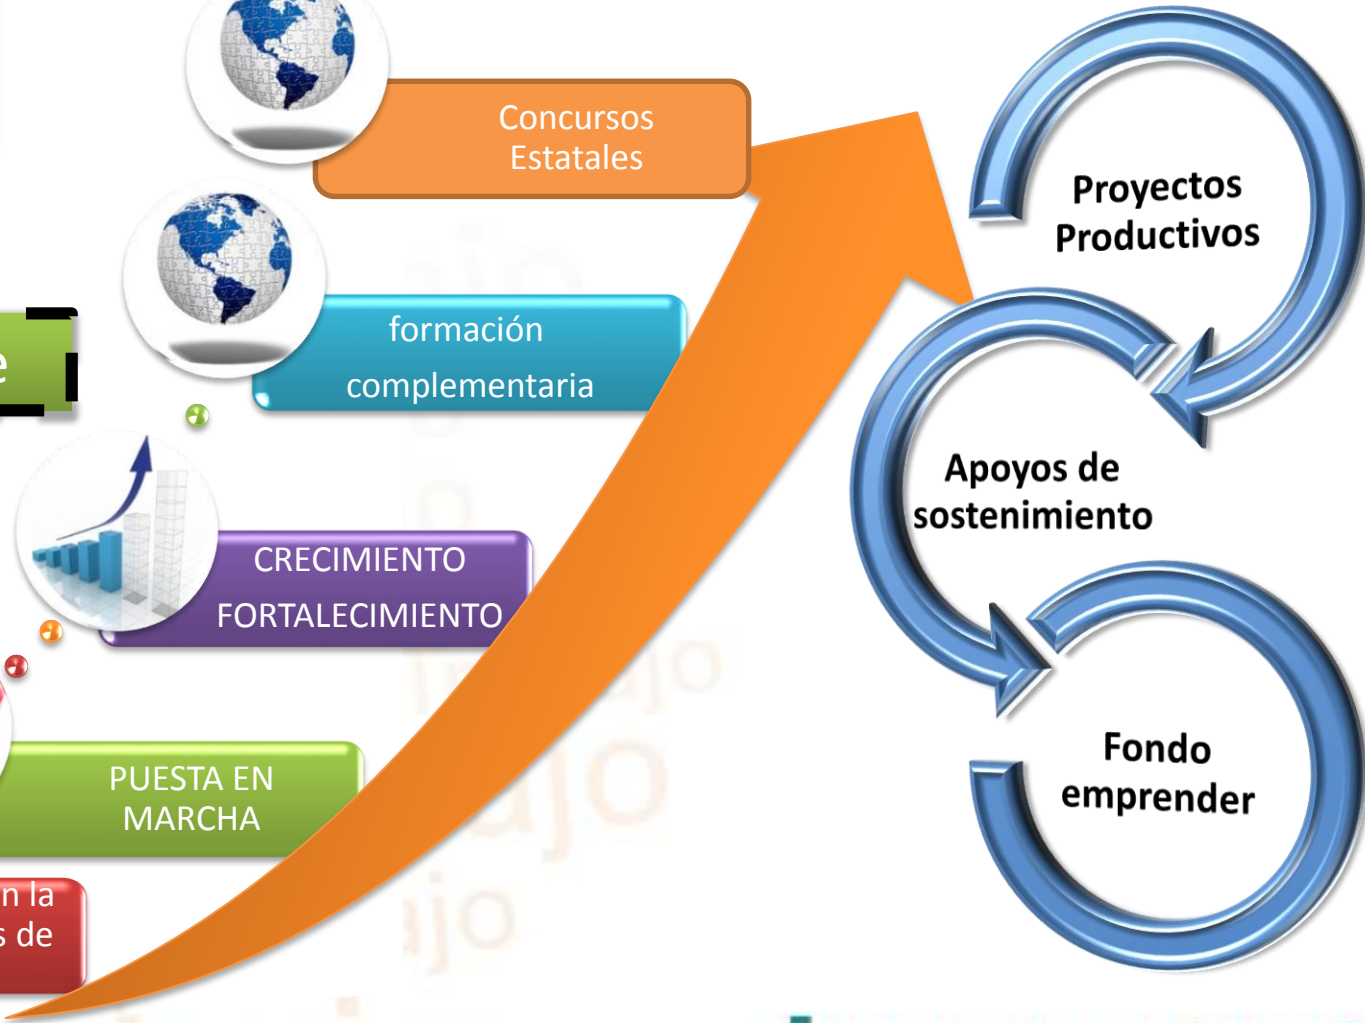 Concursos
Estatales
formación
complementaria
e
CRECIMIENTO
FORTALECIMIENTO
PUESTA EN
MARCHA
n la
s de
Proyectos
Productivos
Apoyos de
sostenimiento
Fondo
emprender